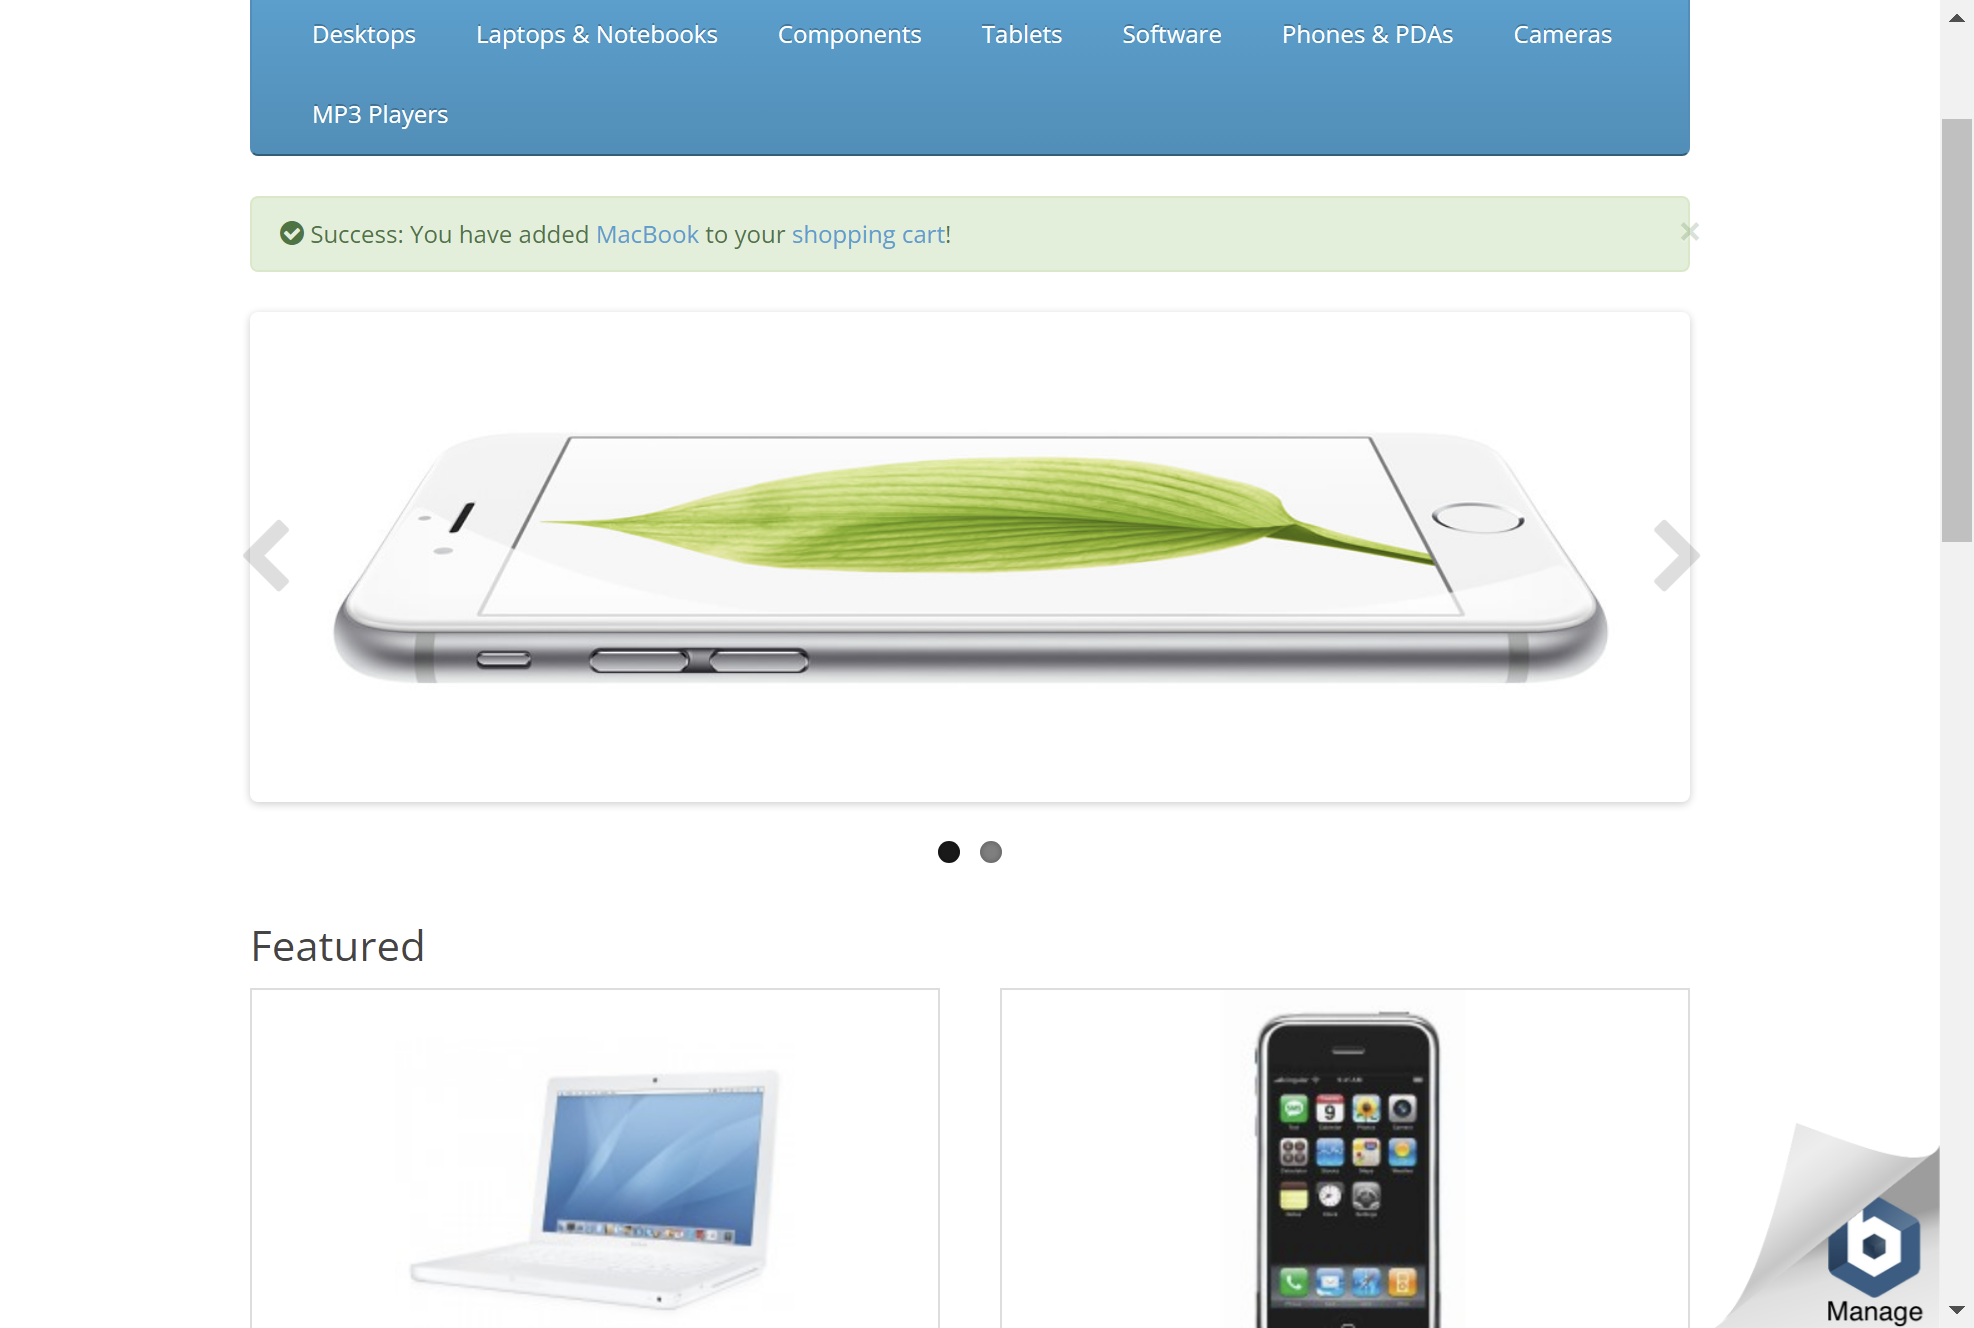 Desktops Laptops & Notebooks Components Tablets Software Phones & PDAs Cameras
MP3 Players
Success: You have added MacBook to your shopping cart!
×
Featured
9
Manage